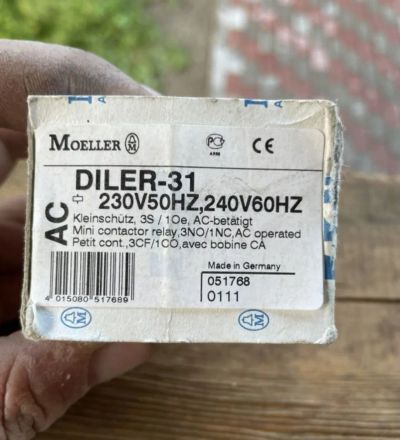 MOELLER
CE
DILER-31
AC
230V50HZ,240V60HZ
Kleinschütz, 3S / 1Oe, AC-betätigt
Mini contactor relay,3NO/1NC,AC operated
Petit cont.,3CF/1CO,avec bobine CA
Made in Germany
051768
0111
4 015080 517689